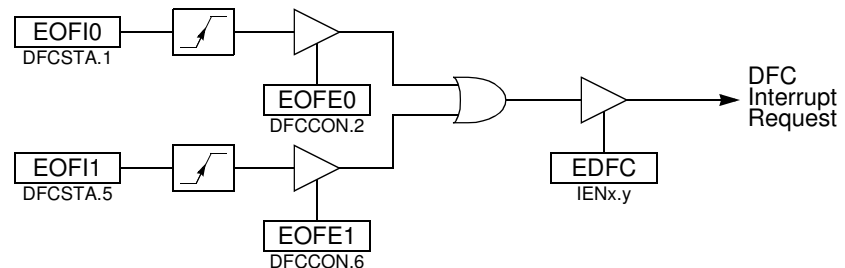 EOFI0
DFCSTA.1
EOFE0
DFCCON.2
DFC
Interrupt
Request
EOFI1
DFCSTA.5
EDFC
IENx.y
EOFE1
DFCCON.6